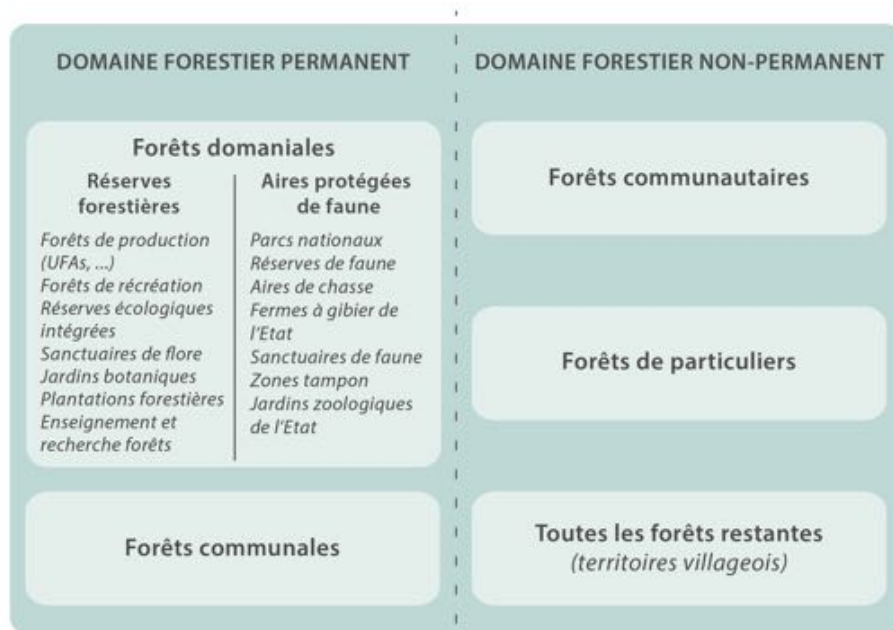 DOMAINE FORESTIER PERMANENT
Forêts domaniales
Réserves
forestières
Forêts de production
(UFAs, ...)
Forêts de récréation
Réserves écologiques
intégrées
Sanctuaires de flore
Jardins botaniques
Plantations forestières
Enseignement et
recherche forêts
Aires protégées
de faune
Parcs nationaux
Réserves de faune
Aires de chasse
Fermes à gibier de
l'Etat
Sanctuaires de faune
Zones tampon
Jardins zoologiques
de l'Etat
Forêts communales
DOMAINE FORESTIER NON-PERMANENT
Forêts communautaires
Forêts de particuliers
Toutes les forêts restantes
(territoires villageois)